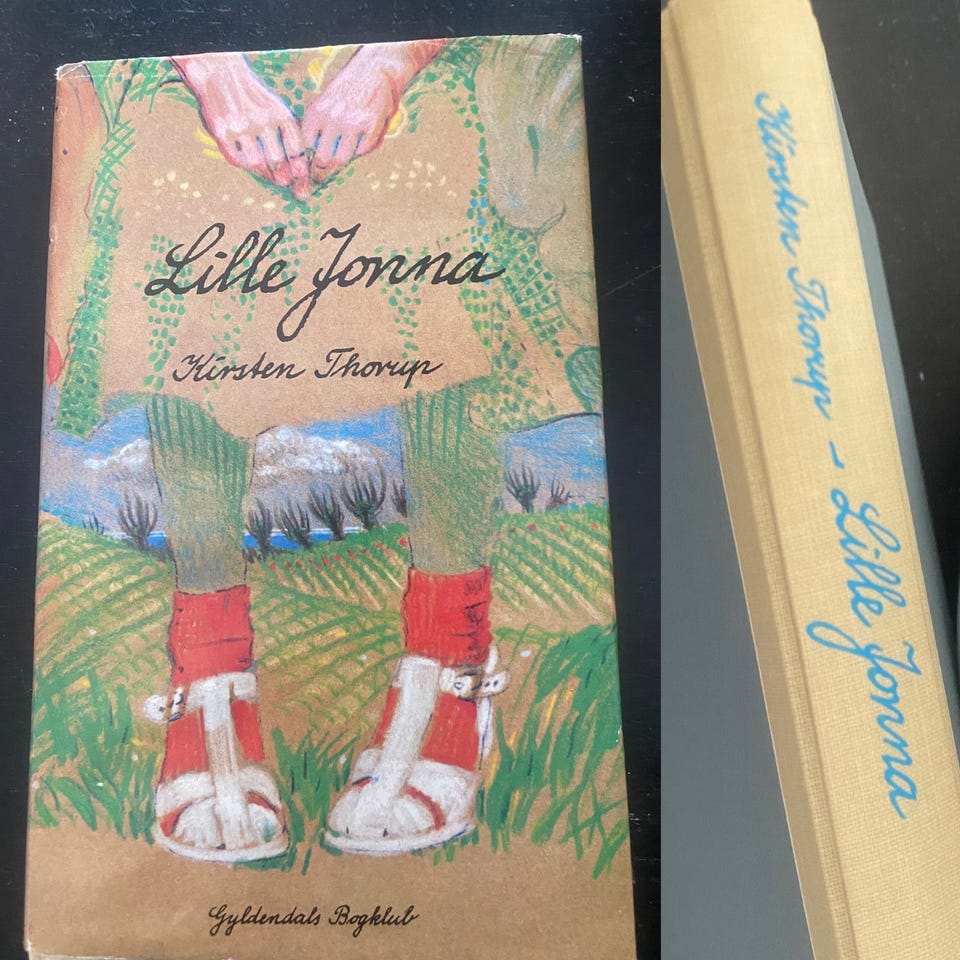 Lille Jonna
Kirsten Thorup
Gyldendals Bogklub
Kirsten Thorup - Lille Jonna